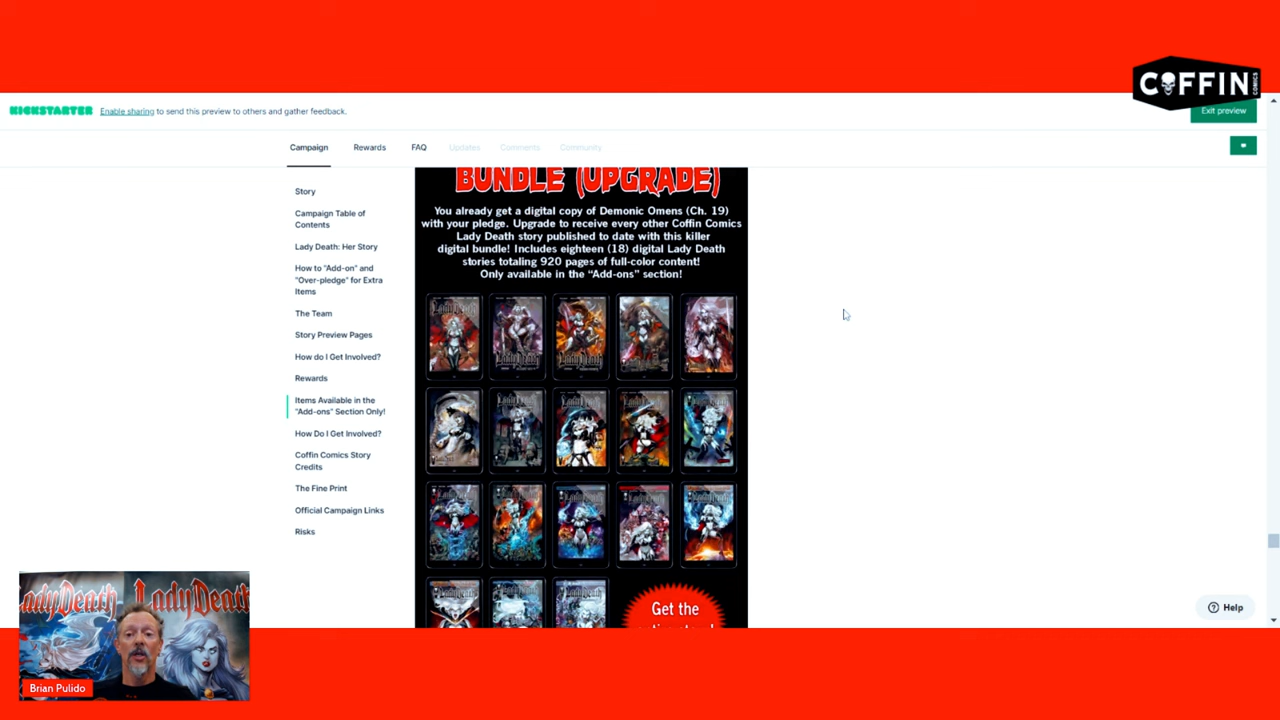 COFFIN
COMICS
KICKSTARTER
Enable sharing to send this preview to others and gather feedback.
Exit preview
Campaign
Rewards
FAQ
Updates
Comments
Community
Story
Campaign Table of
Contents
Lady Death: Her Story
How to "Add-on" and
"Over-pledge" for Extra
Items
The Team
Story Preview Pages
How do I Get Involved?
Rewards
Items Available in the
"Add-ons" Section Only!
How Do I Get Involved?
Coffin Comics Story
Credits
The Fine Print
Official Campaign Links
Risks
BUNDLE (UPGRADE)
You already get a digital copy of Demonic Omens (Ch. 19)
with your pledge. Upgrade to receive every other Coffin Comics
Lady Death story published to date with this killer
digital bundle! Includes eighteen (18) digital Lady Death
stories totaling 920 pages of full-color content!
Only available in the "Add-ons" section!
Get the
Help
LadyDeath
LadyDeath
Brian Pulido